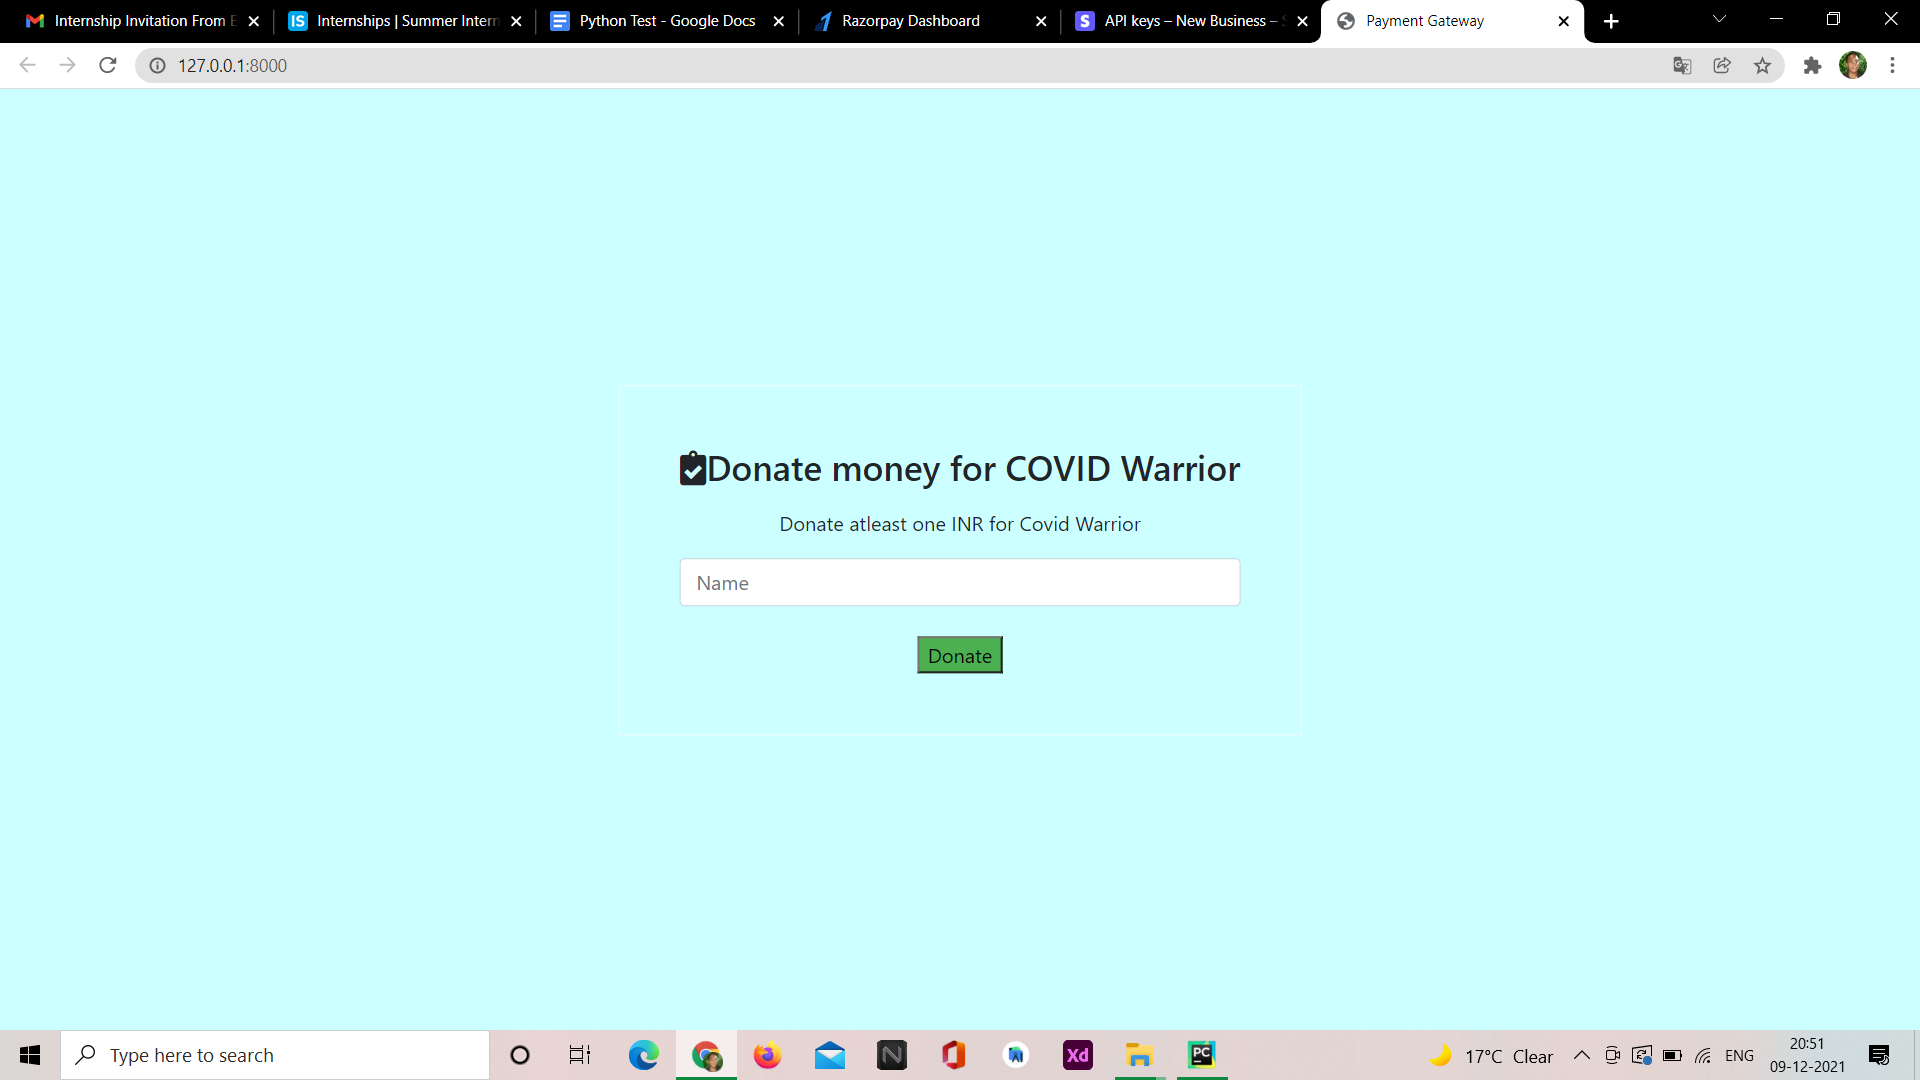 Internship Invitation From E
Internships | Summer Intern
Python Test - Google Docs
Razorpay Dashboard
API keys – New Business –
Payment Gateway
127.0.0.1:8000
Donate money for COVID Warrior
Donate atleast one INR for Covid Warrior
Name
Donate
Type here to search
17°C Clear
ENG
20:51
09-12-2021